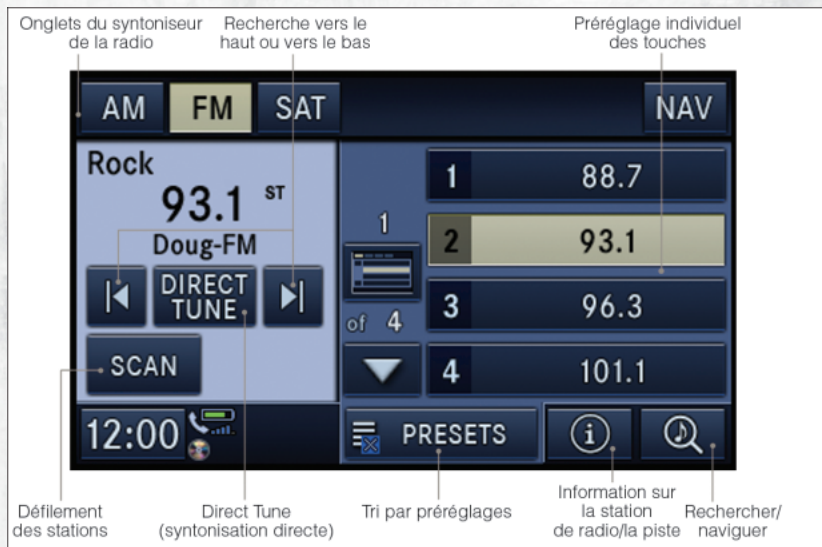 Onglets du syntoniseur
de la radio
Recherche vers le
haut ou vers le bas
Préréglage individuel
des touches
AM
FM
SAT
NAV
Rock
93.1 ST
Doug-FM
DIRECT
TUNE
SCAN
1
of 4
1 88.7
2 93.1
3 96.3
4 101.1
12:00
PRESETS
i
Défilement
des stations
Direct Tune
(syntonisation directe)
Tri par préréglages
Information sur
la station
de radio/la piste
Rechercher/
naviguer